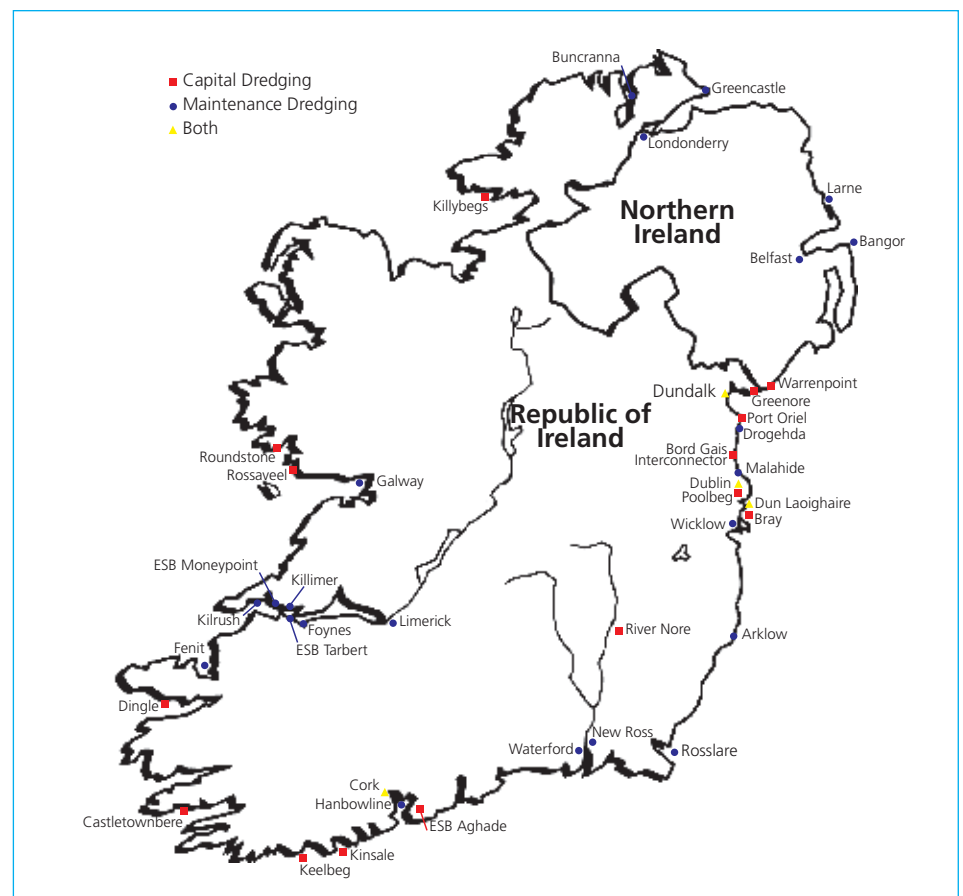 Capital Dredging
Maintenance Dredging
Both
Buncranna
Greencastle
Londonderry
Killybegs
Northern
Ireland
Larne
Bangor
Belfast
Warrenpoint
Dundalk
Greenore
Republic of
Ireland
Port Oriel
Drogehda
Bord Gais
Interconnector
Roundstone
Rossaveel
Galway
Malahide
Dublin
Poolbeg
Dun Laoighaire
Bray
Wicklow
ESB Moneypoint
Killimer
Kilrush
Foynes
Limerick
ESB Tarbert
River Nore
Arklow
Fenit
Dingle
New Ross
Waterford
Rosslare
Cork
Hanbowline
ESB Aghade
Castletownbere
Kinsale
Keelbeg